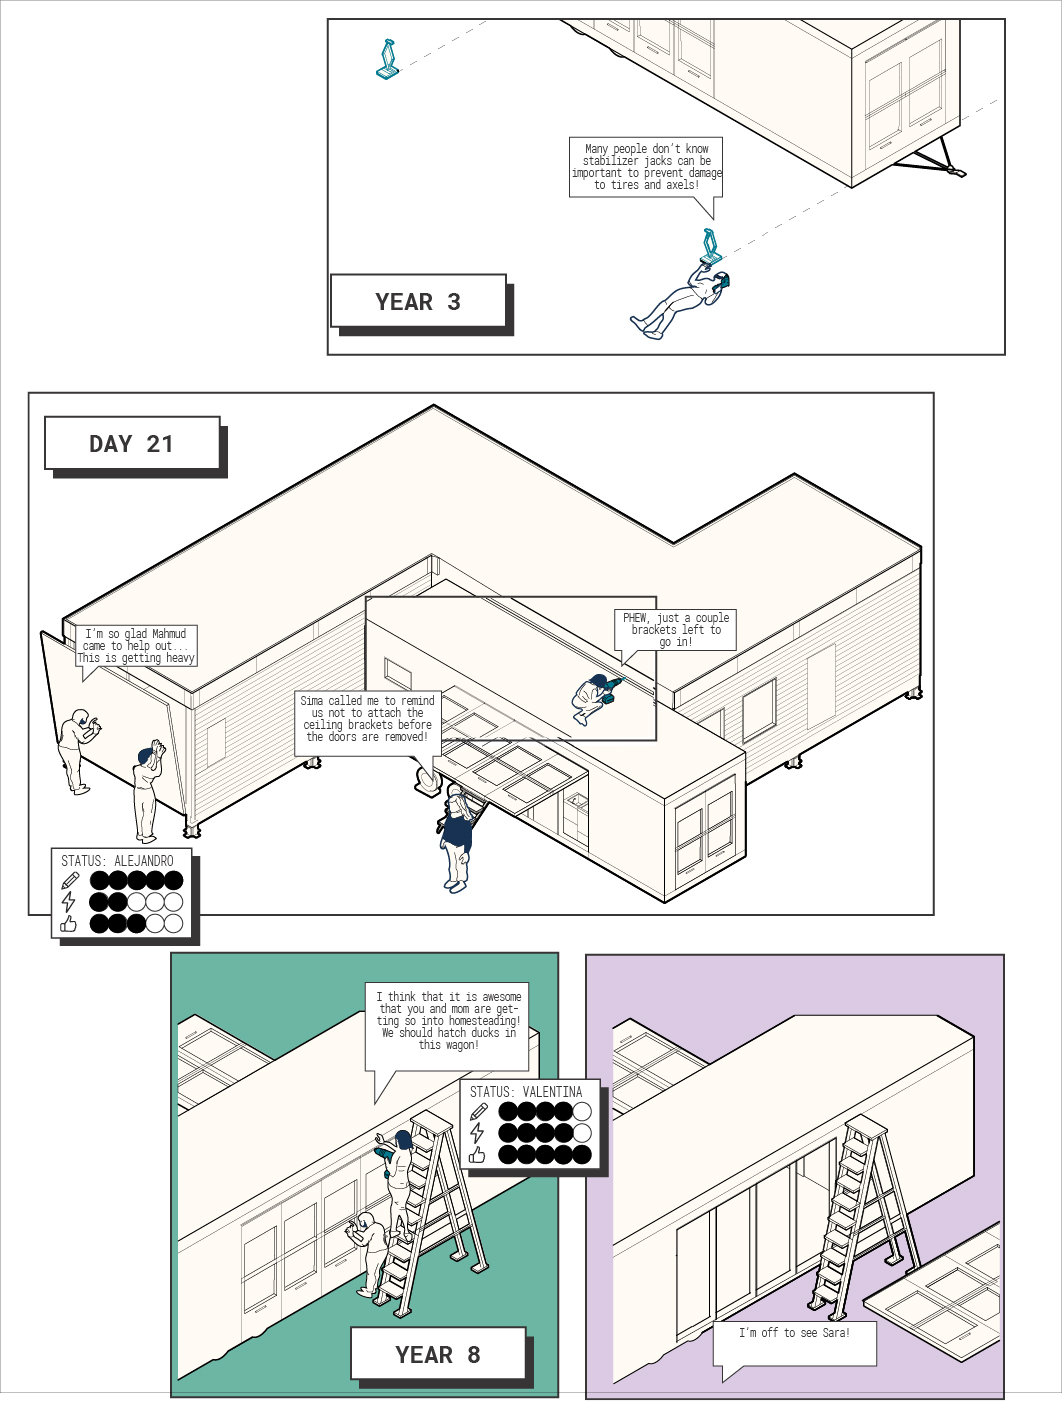 Many people don't know
stabilizer jacks can be
important to prevent damage
to tires and axels!
YEAR 3
DAY 21
I'm so glad Mahmud
came to help out...
This is getting heavy
PHEW, just a couple
brackets left to
go in!
Sima called me to remind
us not to attach the
ceiling brackets before
the doors are removed!
STATUS: ALEJANDRO
I think that it is awesome
that you and mom are get-
ting so into homesteading!
We should hatch ducks in
this wagon!
STATUS: VALENTINA
YEAR 8
I'm off to see Sara!